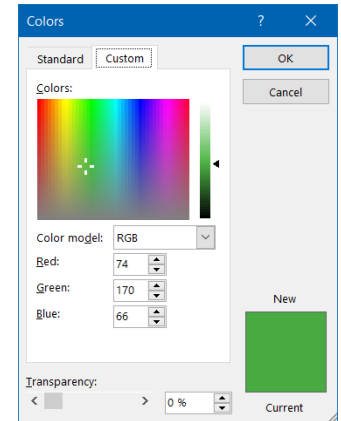 Colors ? ×
Standard Custom OK
Colors: Cancel
Color model: RGB
Red: 74
Green: 170
Blue: 66
New
Transparency:
0 %
Current